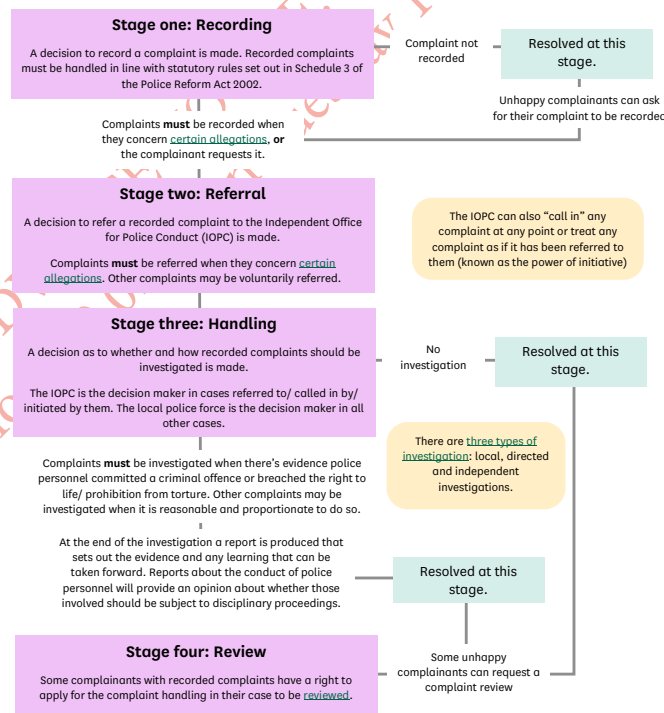 Stage one: Recording
A decision to record a complaint is made. Recorded complaints
must be handled in line with statutory rules set out in Schedule 3 of
the Police Reform Act 2002.
Complaint not
recorded
Resolved at this
stage.
Unhappy complainants can ask
for their complaint to be recorded
Complaints must be recorded when
they concern certain allegations, or
the complainant requests it.
Stage two: Referral
A decision to refer a recorded complaint to the Independent Office
for Police Conduct (IOPC) is made.
Complaints must be referred when they concern certain
allegations. Other complaints may be voluntarily referred.
The IOPC can also “call in” any
complaint at any point or treat any
complaint as if it has been referred to
them (known as the power of initiative)
Stage three: Handling
A decision as to whether and how recorded complaints should be
investigated is made.
The IOPC is the decision maker in cases referred to/ called in by/
initiated by them. The local police force is the decision maker in all
other cases.
No
investigation
Resolved at this
stage.
There are three types of
investigation: local, directed
and independent
investigations.
Complaints must be investigated when there’s evidence police
personnel committed a criminal offence or breached the right to
life/ prohibition from torture. Other complaints may be
investigated when it is reasonable and proportionate to do so.
At the end of the investigation a report is produced that
sets out the evidence and any learning that can be
taken forward. Reports about the conduct of police
personnel will provide an opinion about whether those
involved should be subject to disciplinary proceedings.
Resolved at this
stage.
Some unhappy
complainants can request a
complaint review
Stage four: Review
Some complainants with recorded complaints have a right to
apply for the complaint handling in their case to be reviewed.